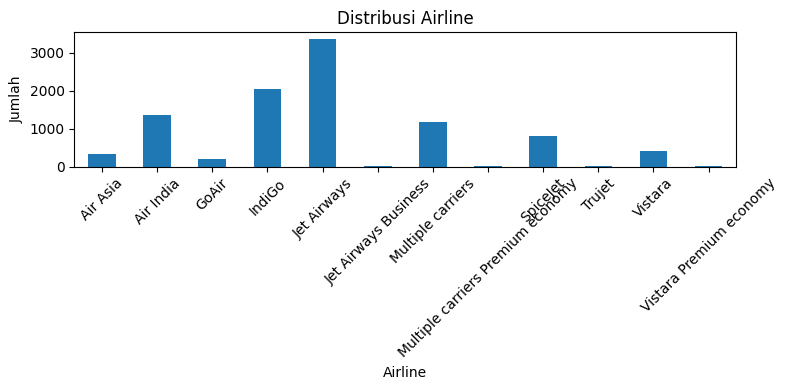 Distribusi Airline
Jumlah
3000
2000
1000
0
Air Asia
Air India
GoAir
IndiGo
Jet Airways
Jet Airways Business
Multiple carriers
Multiple carriers Premium economy
SpiceJet
Trujet
Vistara
Vistara Premium economy
Airline